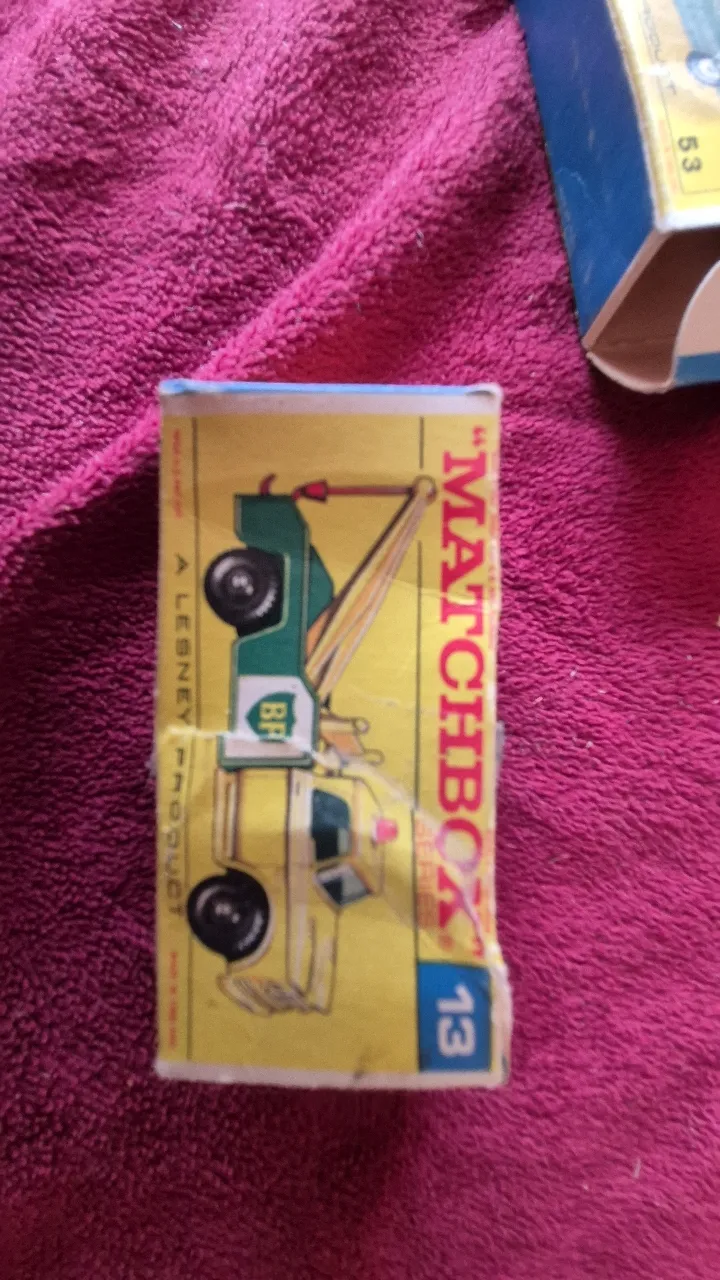 "MATCHBOX"
SERIES
13
BP
A LESNEY PRODUCT
53